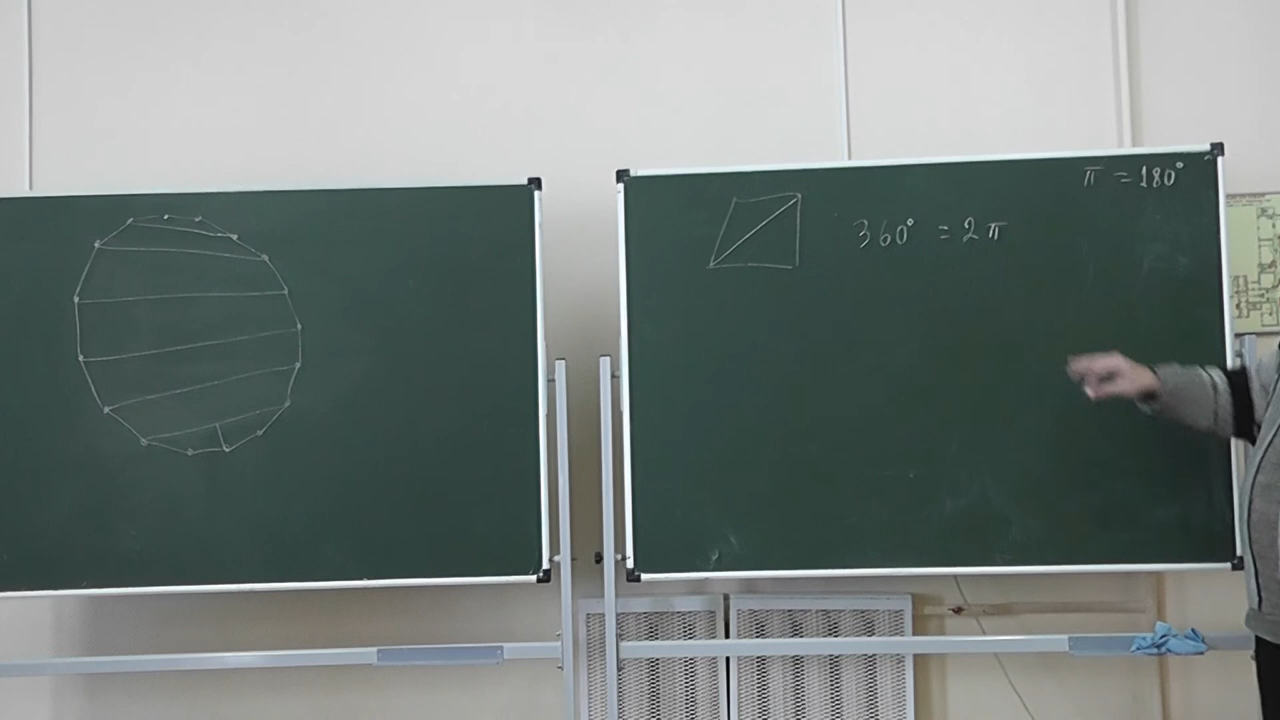 π = 180°
360° = 2π